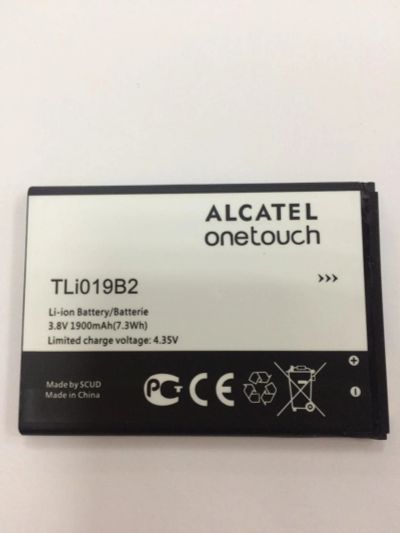 ALCATEL
onetouch
>>>
TLi019B2
Li-ion Battery/Batterie
3.8V 1900mAh(7.3Wh)
Limited charge voltage: 4.35V
Made by SCUD
Made in China
PCT CE
+
-